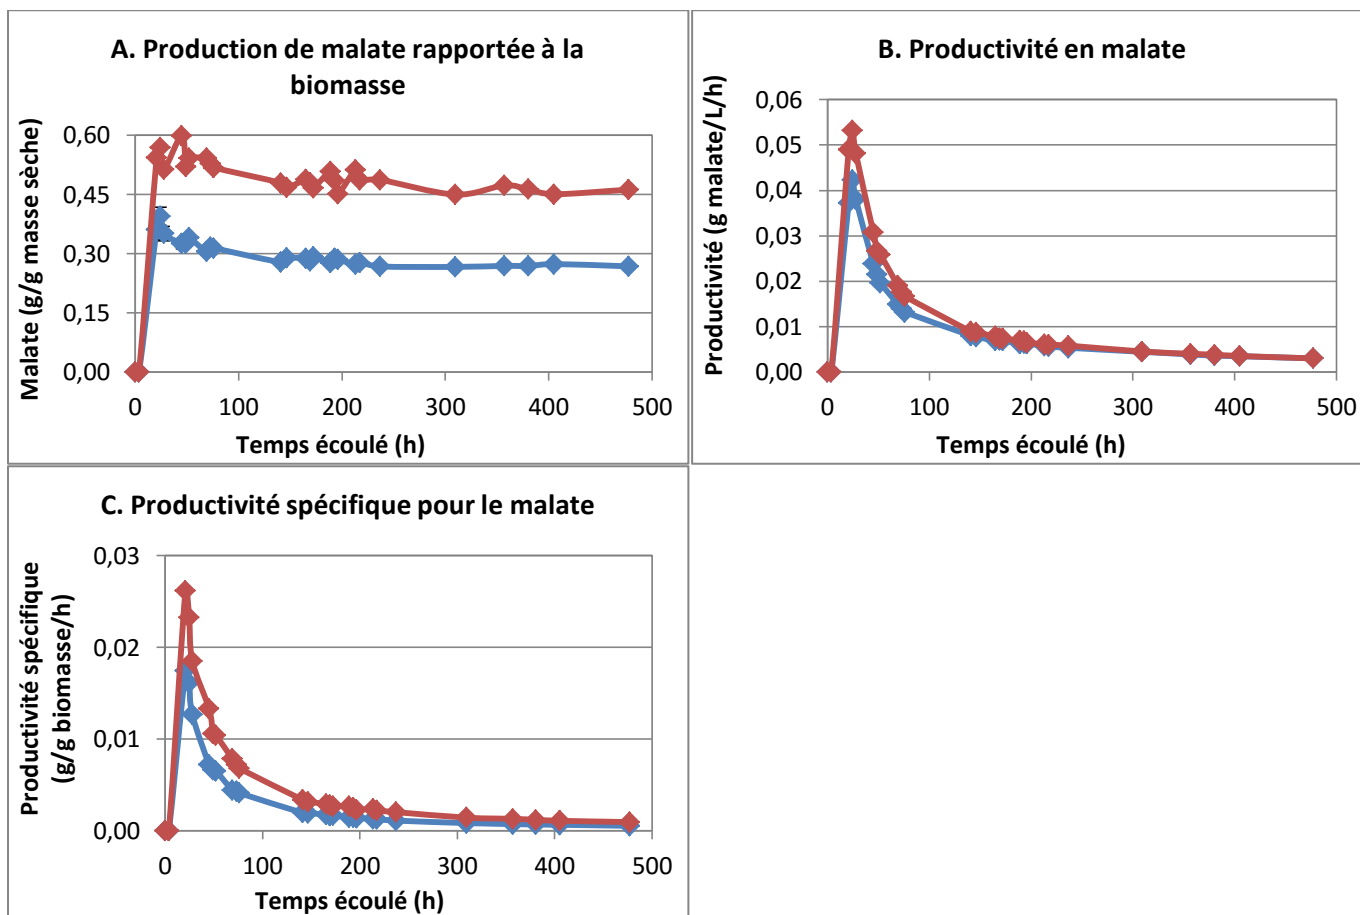 A. Production de malate rapportée à la
biomasse
Malate (g/g masse sèche)
0,60
0,45
0,30
0,15
0,00
0 100 200 300 400 500
Temps écoulé (h)
B. Productivité en malate
Productivité (g malate/L/h)
0,06
0,05
0,04
0,03
0,02
0,01
0,00
0 100 200 300 400 500
Temps écoulé (h)
C. Productivité spécifique pour le malate
Productivité spécifique
(g/g biomasse/h)
0,03
0,02
0,01
0,00
0 100 200 300 400 500
Temps écoulé (h)